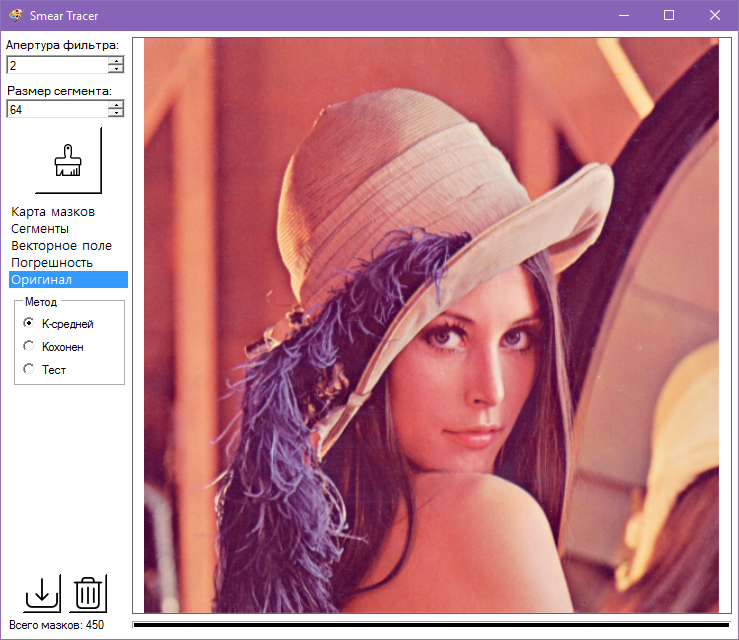 Smear Tracer
Апертура фильтра:
2
Размер сегмента:
64
Карта мазков
Сегменты
Векторное поле
Погрешность
Оригинал
Метод
К-средней
Кохонен
Тест
Всего мазков: 450